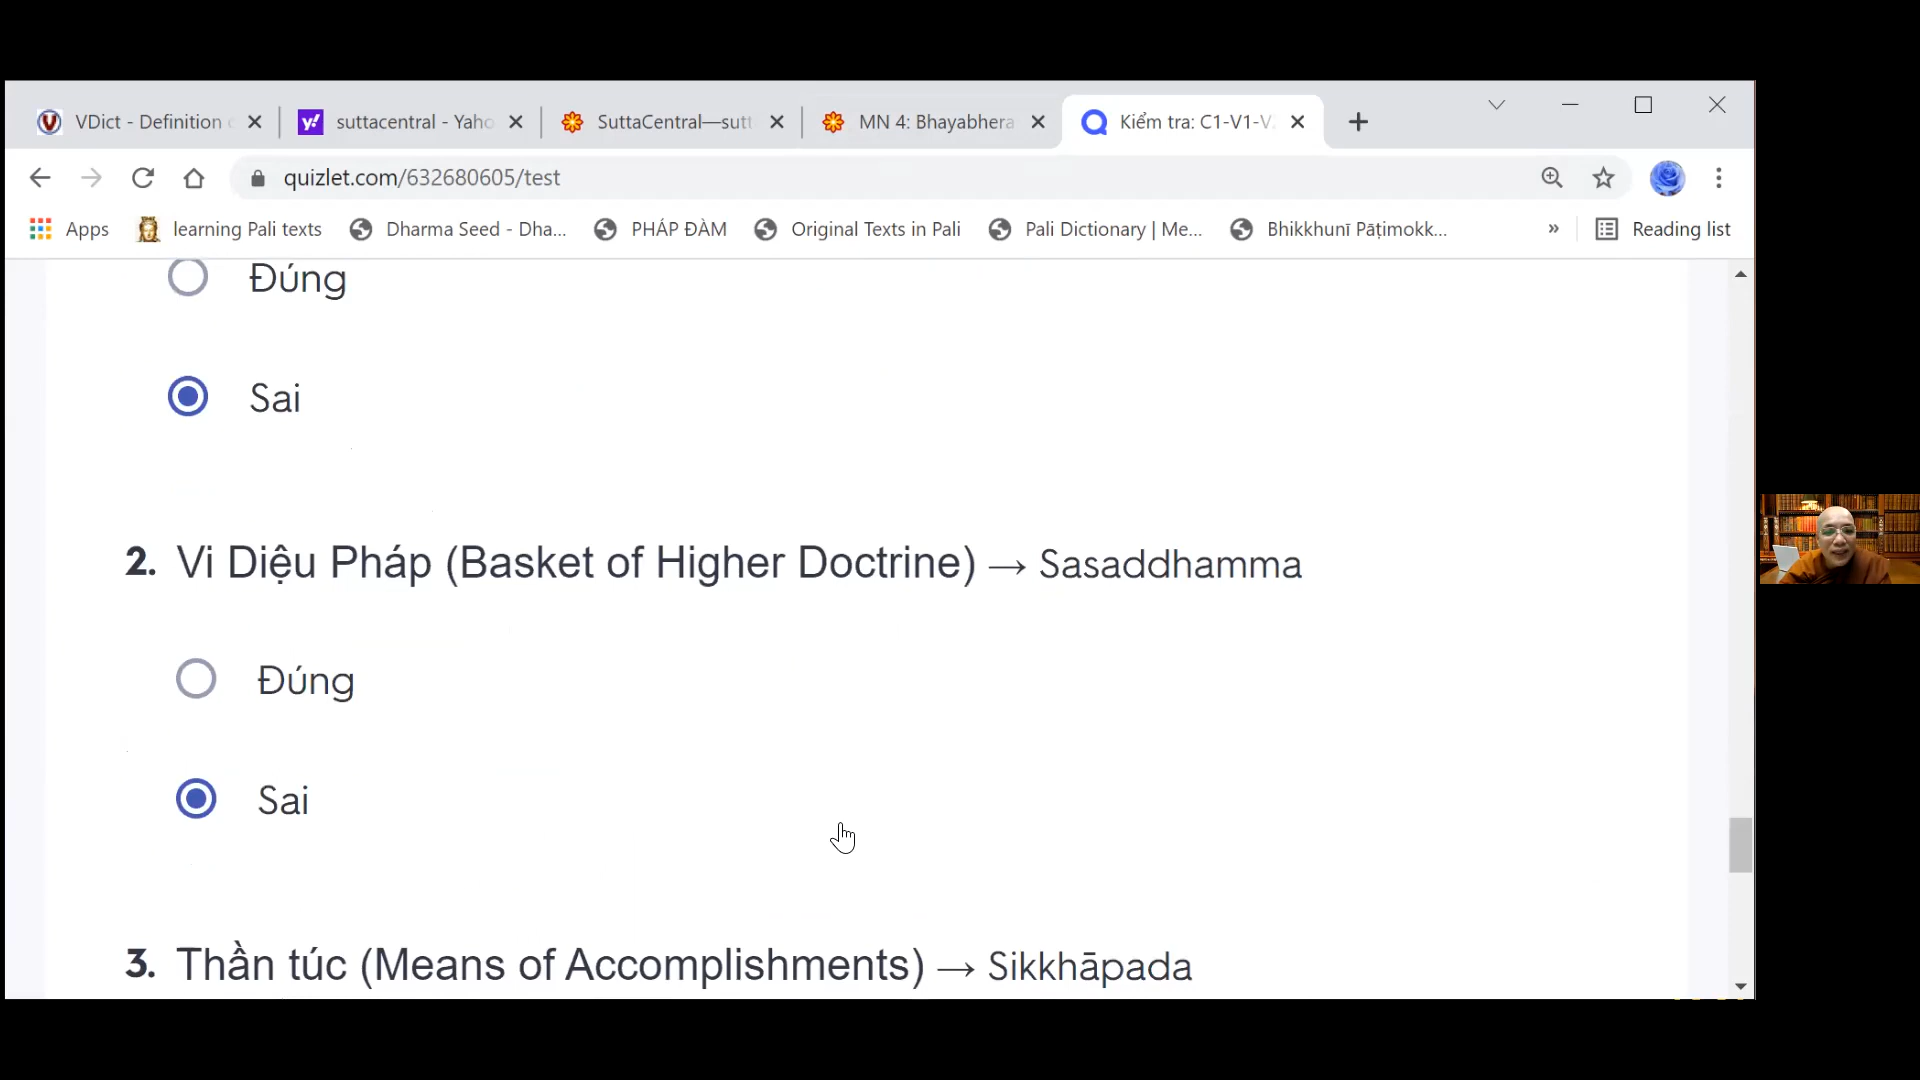 VDict - Definition
suttacentral - Yaho
SuttaCentral—sutt
MN 4: Bhayabhera
Kiểm tra: C1-V1-V
quizlet.com/632680605/test
Apps
learning Pali texts
Dharma Seed - Dha...
PHÁP ĐÀM
Original Texts in Pali
Pali Dictionary | Me...
Bhikkhunī Pāṭimokk...
»
Reading list
Đúng
Sai
2. Vi Diệu Pháp (Basket of Higher Doctrine) → Sasaddhamma
Đúng
Sai
3. Thần túc (Means of Accomplishments) → Sikkhāpada